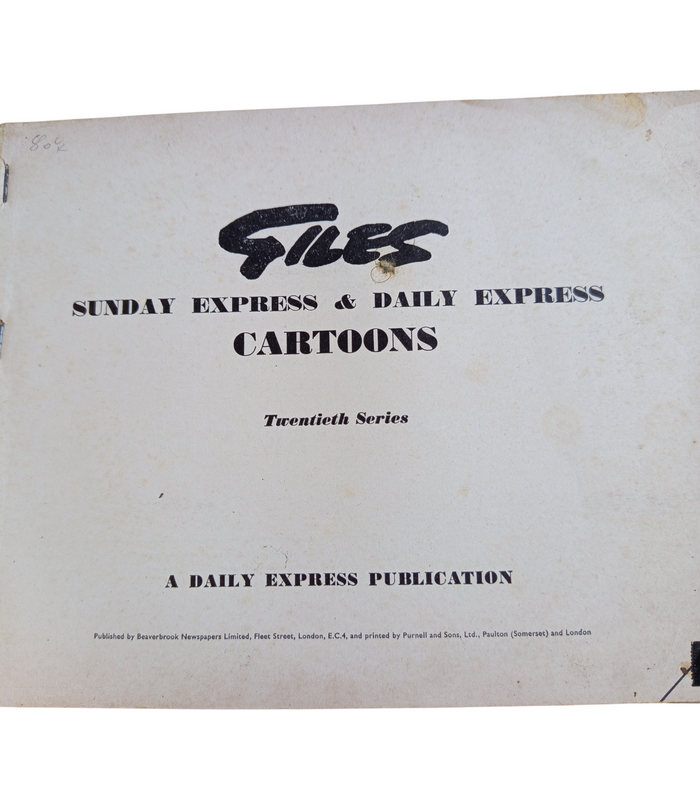 GILES
SUNDAY EXPRESS & DAILY EXPRESS
CARTOONS
Twentieth Series
A DAILY EXPRESS PUBLICATION
Published by Beaverbrook Newspapers Limited, Fleet Street, London, E.C.4, and printed by Purnell and Sons, Ltd., Paulton (Somerset) and London